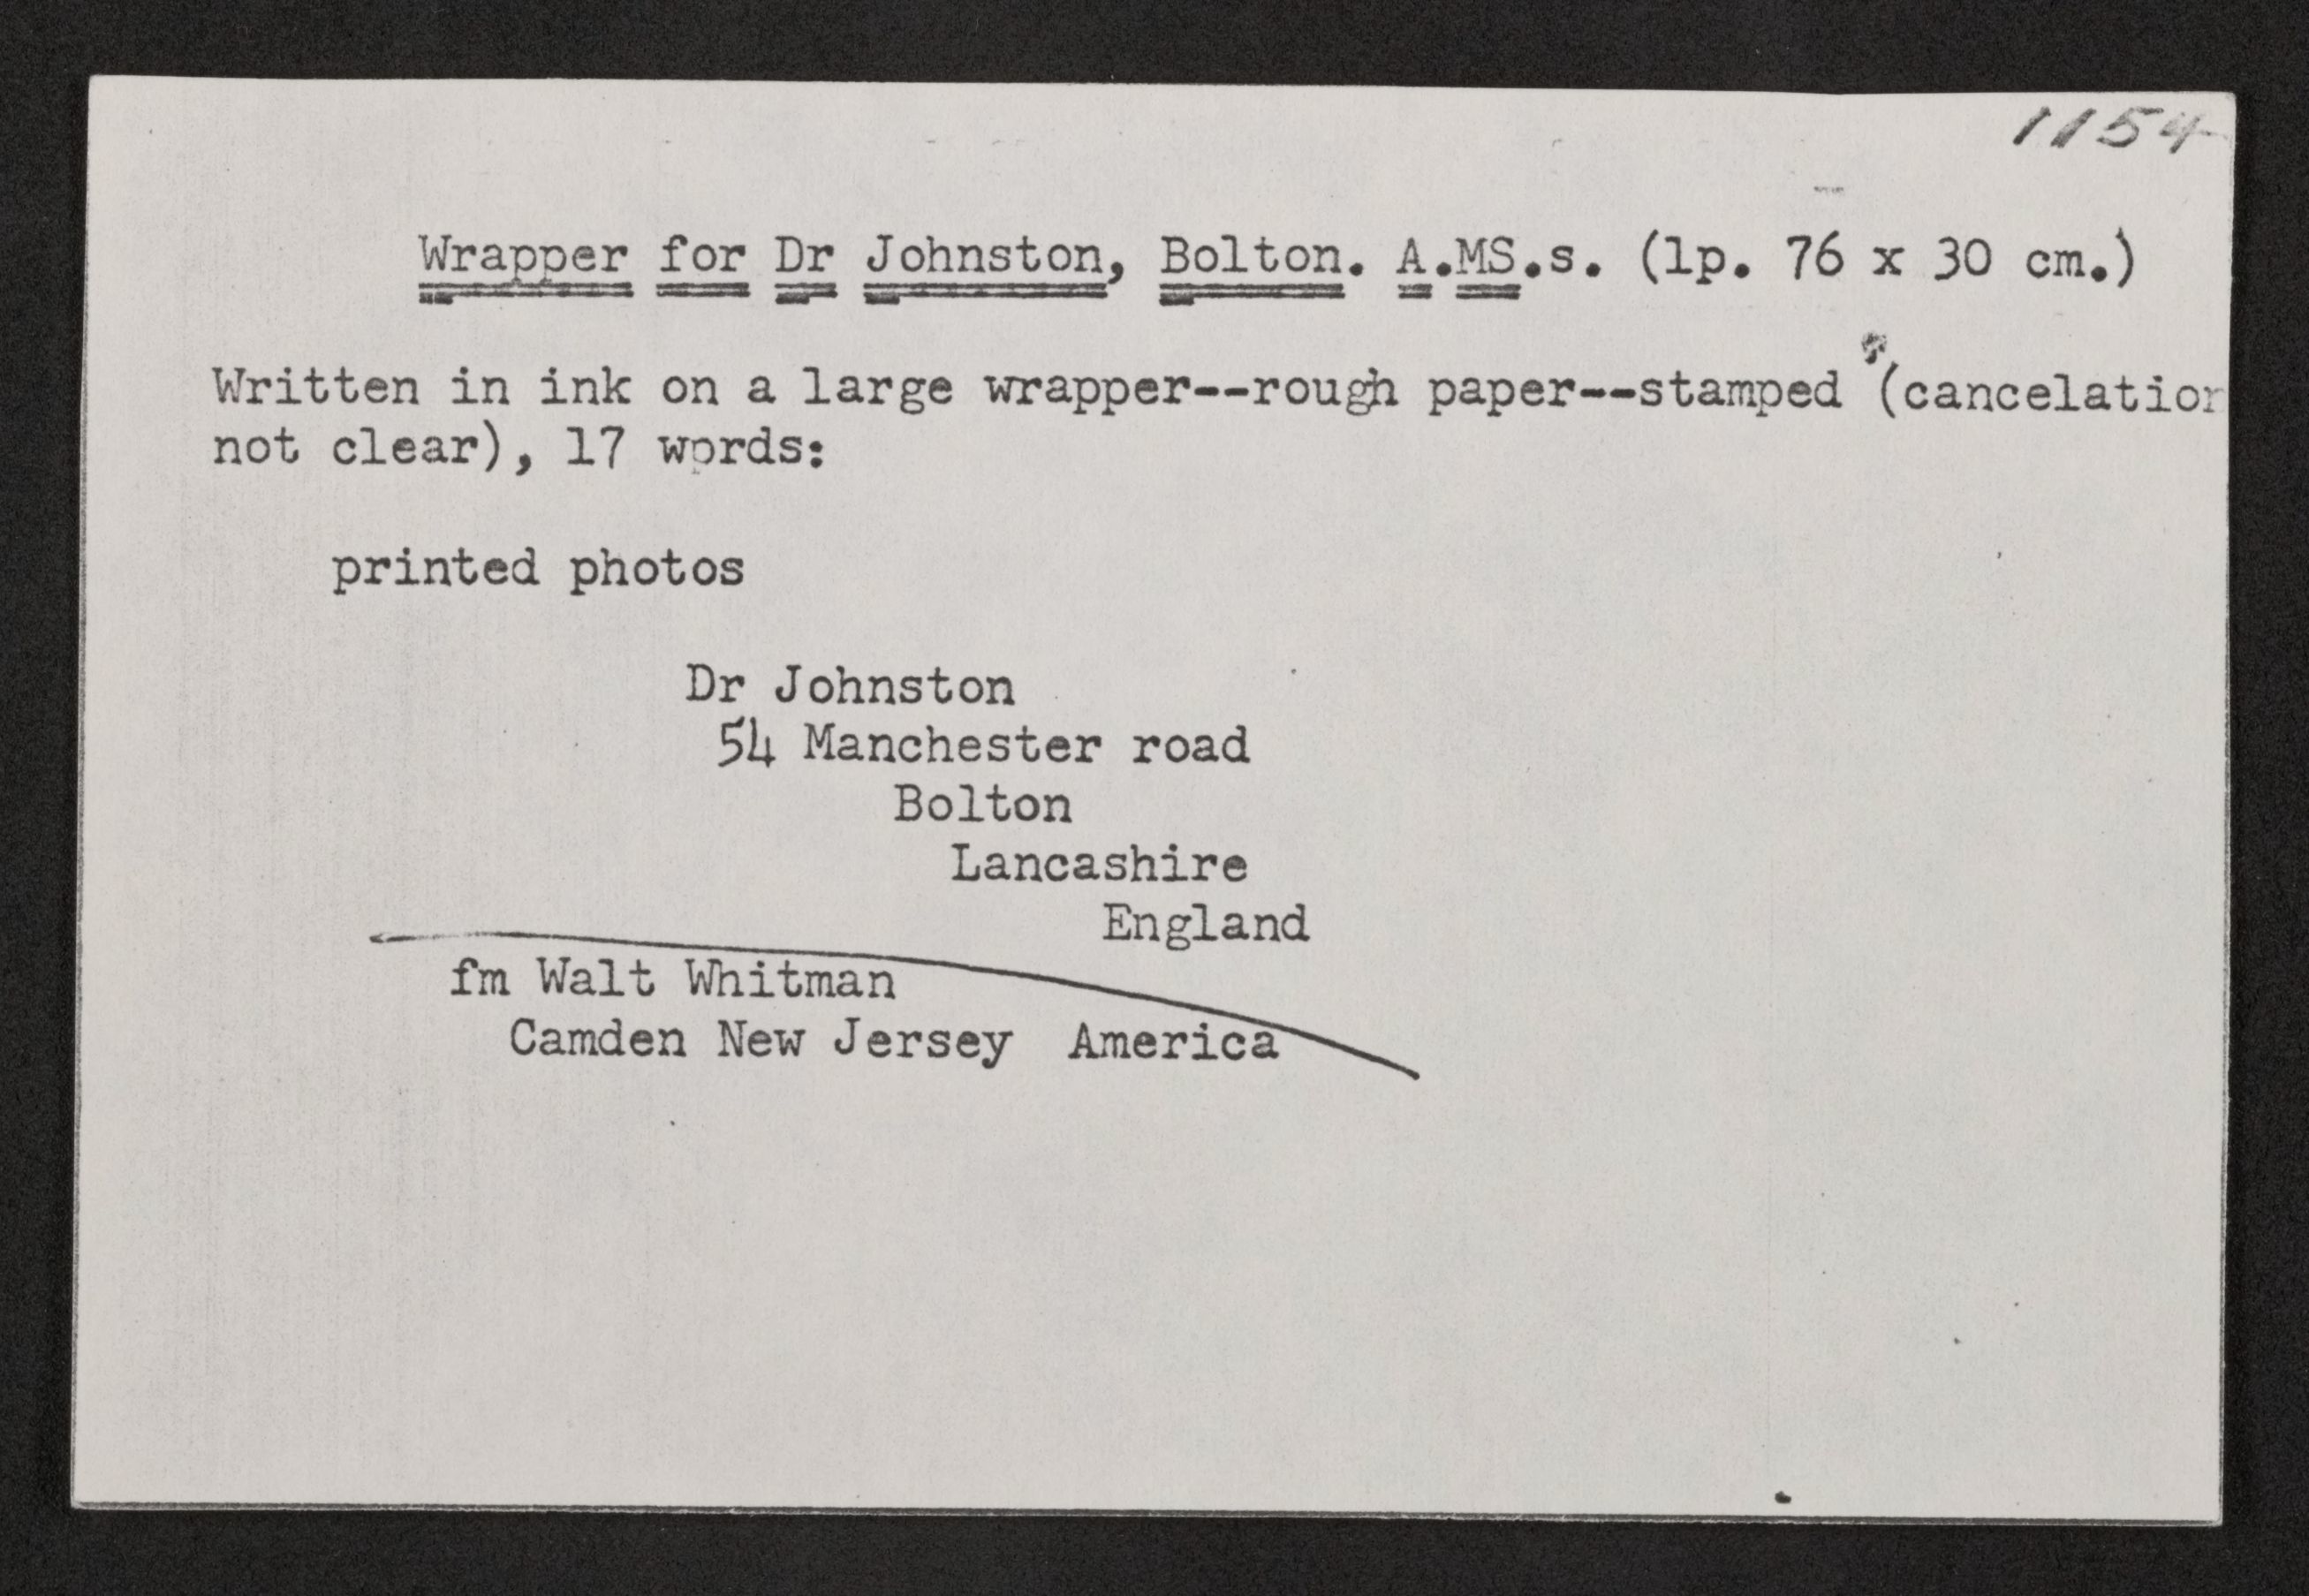 1154
Wrapper for Dr Johnston, Bolton. A.MS.s. (1p. 76 x 30 cm.)
Written in ink on a large wrapper--rough paper--stamped (cancelation
not clear), 17 words:
printed photos
Dr Johnston
54 Manchester road
Bolton
Lancashire
England
fm Walt Whitman
Camden New Jersey America